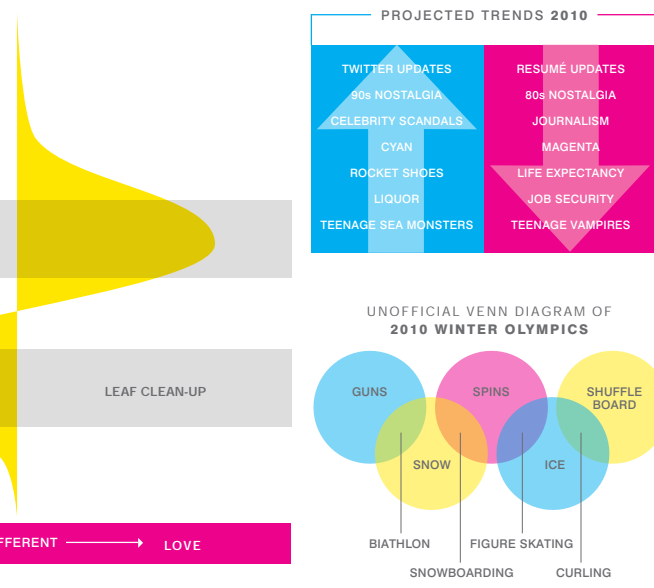 PROJECTED TRENDS 2010
TWITTER UPDATES
90s NOSTALGIA
CELEBRITY SCANDALS
CYAN
ROCKET SHOES
LIQUOR
TEENAGE SEA MONSTERS
RESUMÉ UPDATES
80s NOSTALGIA
JOURNALISM
MAGENTA
LIFE EXPECTANCY
JOB SECURITY
TEENAGE VAMPIRES
LEAF CLEAN-UP
FFERENT
LOVE
UNOFFICIAL VENN DIAGRAM OF
2010 WINTER OLYMPICS
GUNS
SPINS
SHUFFLE
BOARD
SNOW
ICE
BIATHLON
FIGURE SKATING
SNOWBOARDING
CURLING